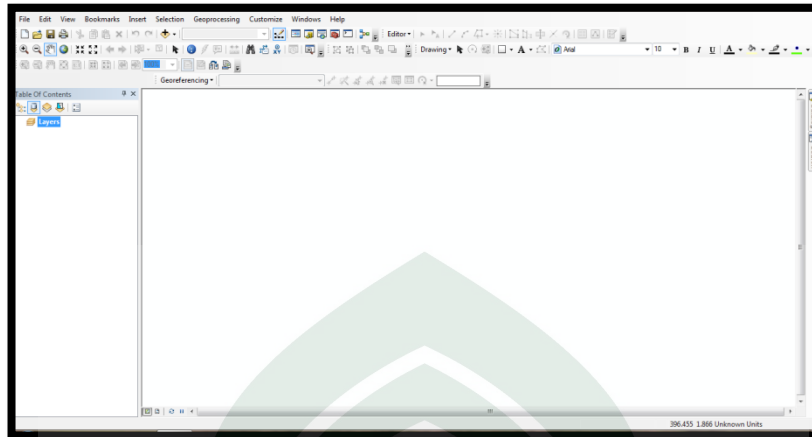 File Edit View Bookmarks Insert Selection Geoprocessing Customize Windows Help
Editor
Drawing A Arial 10 B I U A
Georeferencing
Table Of Contents
Layers
396.455 1.866 Unknown Units